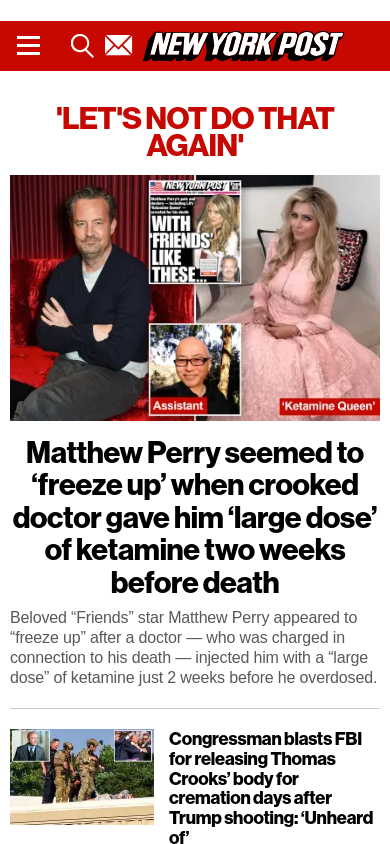 NEW YORK POST
'LET'S NOT DO THAT
AGAIN'
NEW YORK POST
WITH
'FRIENDS'
LIKE
THESE...
Assistant
'Ketamine Queen'
Matthew Perry seemed to
‘freeze up’ when crooked
doctor gave him ‘large dose’
of ketamine two weeks
before death
Beloved “Friends” star Matthew Perry appeared to
“freeze up” after a doctor — who was charged in
connection to his death — injected him with a “large
dose” of ketamine just 2 weeks before he overdosed.
Congressman blasts FBI
for releasing Thomas
Crooks’ body for
cremation days after
Trump shooting: ‘Unheard
of’